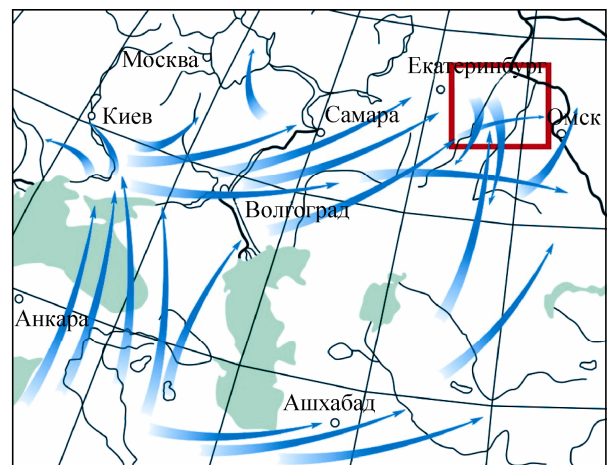 Москва
Екатеринбург
Киев
Самара
Омск
Волгоград
Анкара
Ашхабад